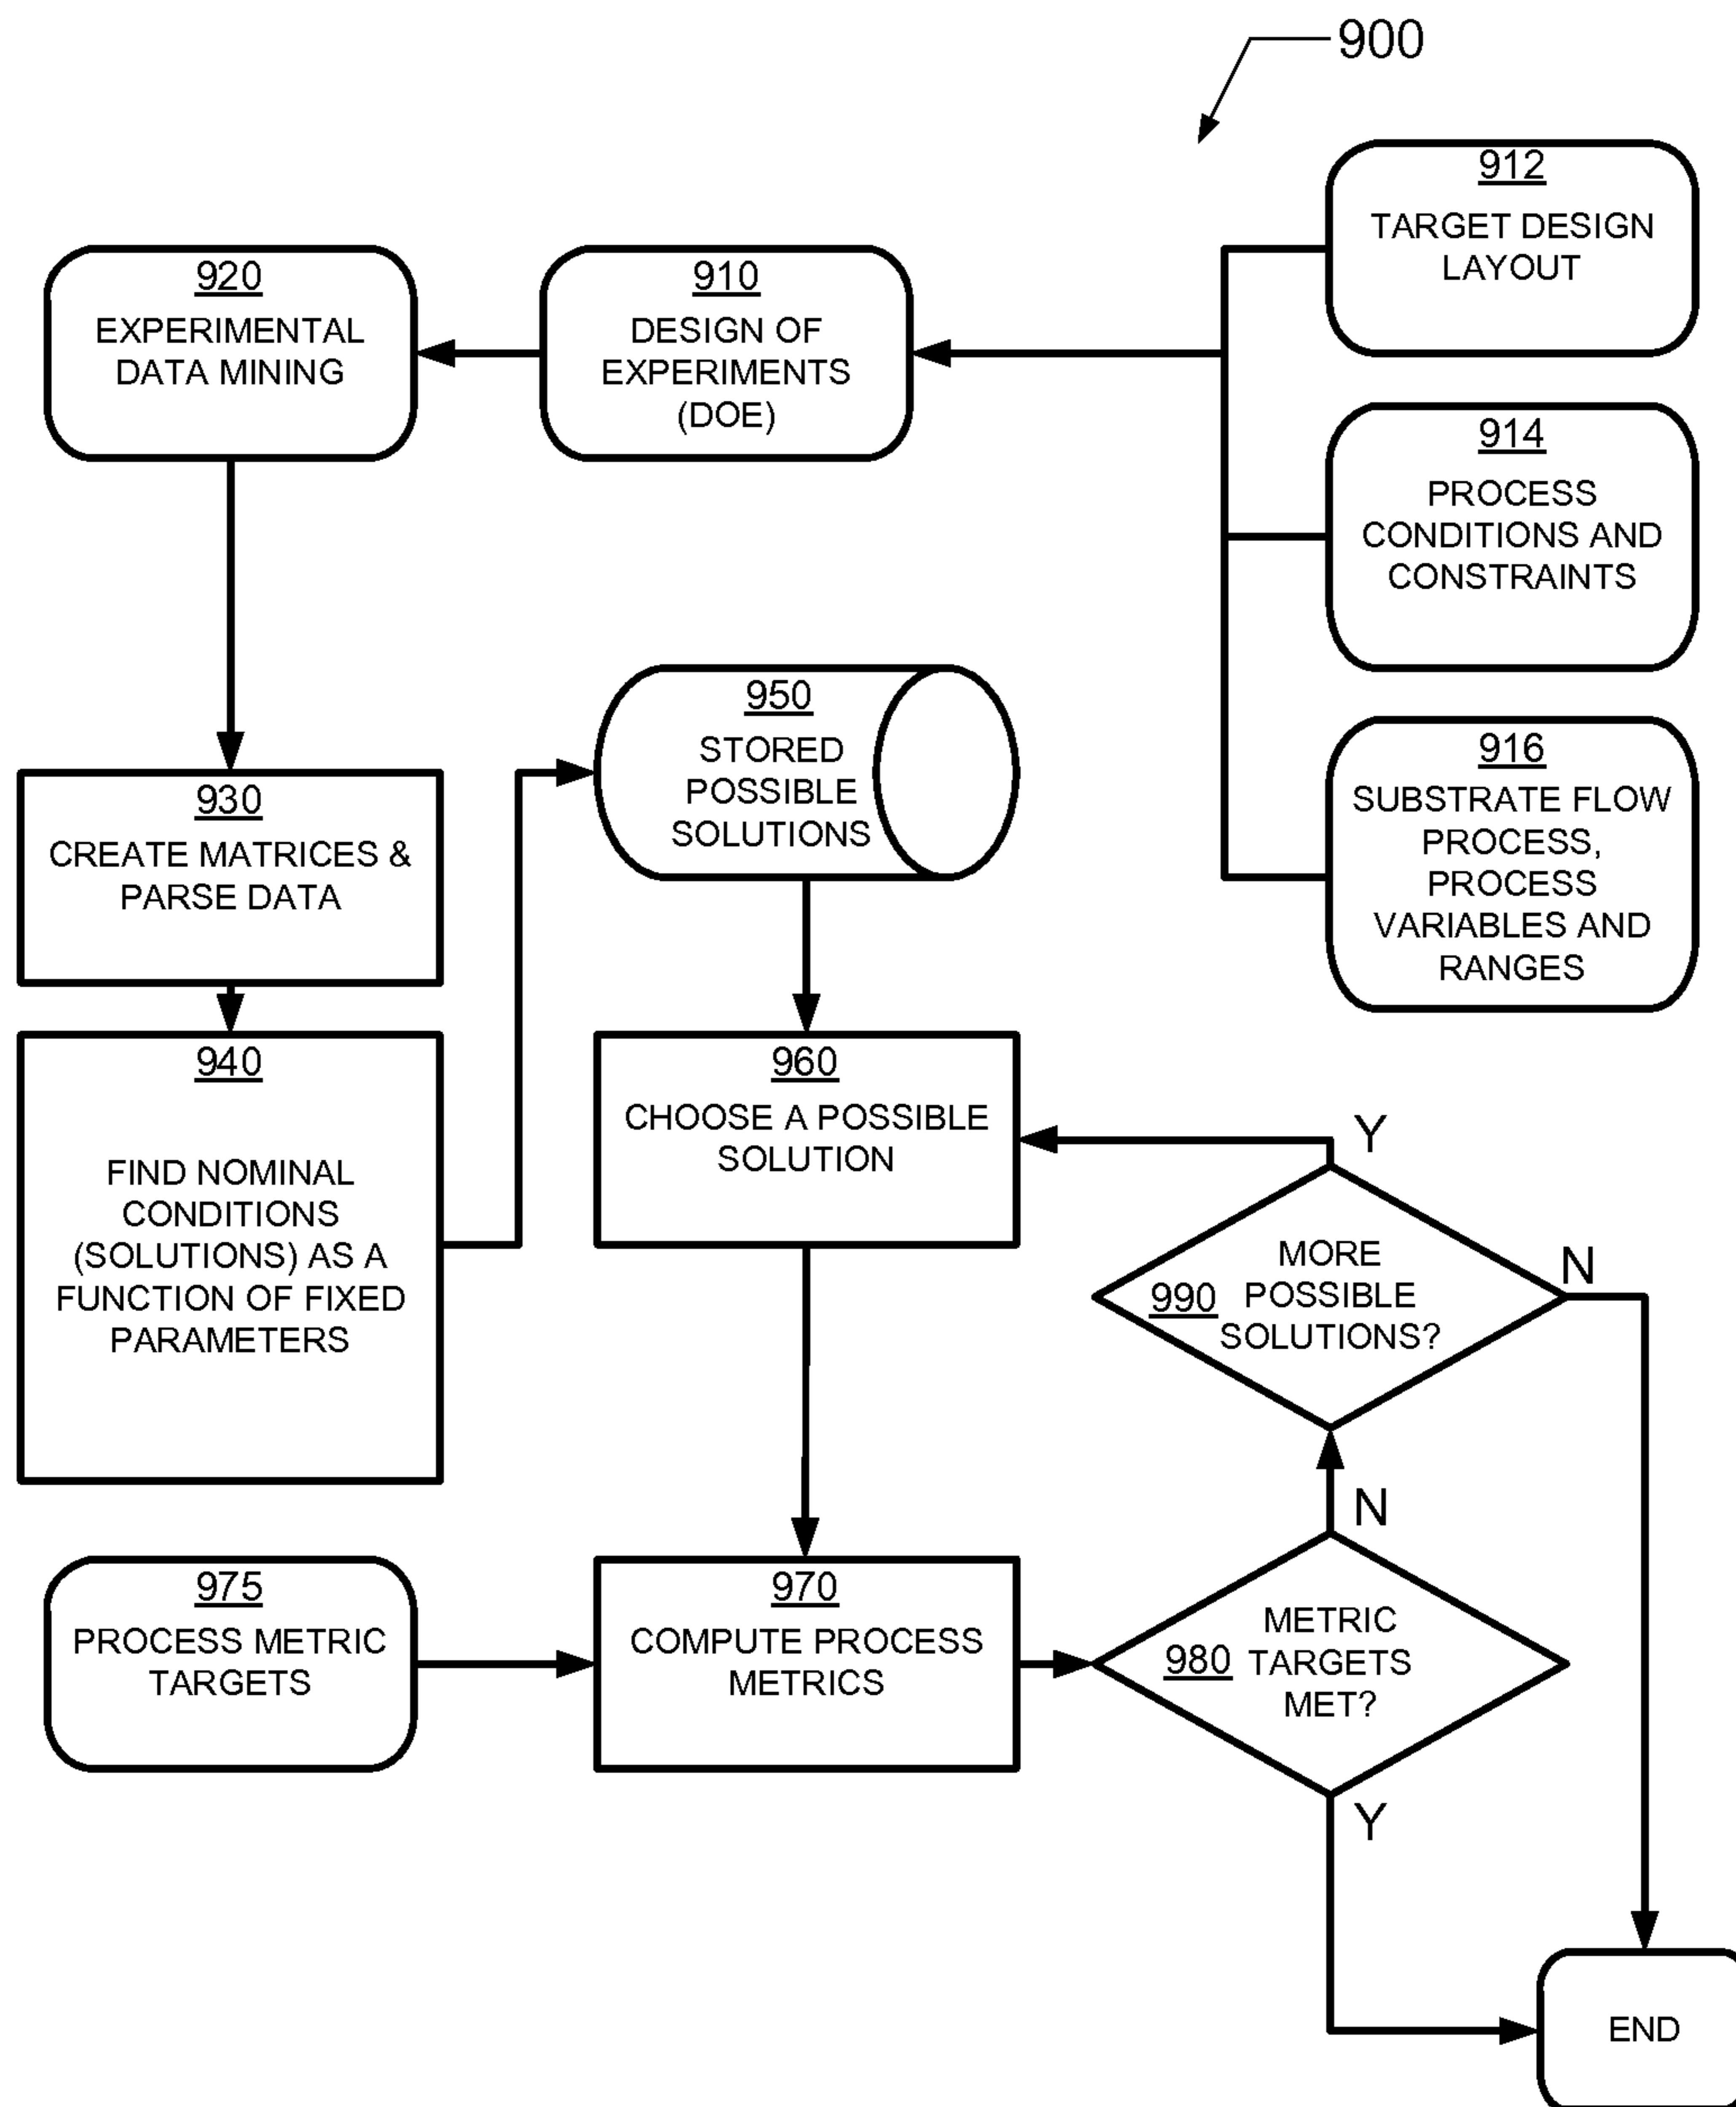 900
912
TARGET DESIGN
LAYOUT
920
EXPERIMENTAL
DATA MINING
910
DESIGN OF
EXPERIMENTS
(DOE)
914
PROCESS
CONDITIONS AND
CONSTRAINTS
916
SUBSTRATE FLOW
PROCESS,
PROCESS
VARIABLES AND
RANGES
930
CREATE MATRICES &
PARSE DATA
940
FIND NOMINAL
CONDITIONS
(SOLUTIONS) AS A
FUNCTION OF FIXED
PARAMETERS
950
STORED
POSSIBLE
SOLUTIONS
960
CHOOSE A POSSIBLE
SOLUTION
Y
990
MORE
POSSIBLE
SOLUTIONS?
N
N
975
PROCESS METRIC
TARGETS
970
COMPUTE PROCESS
METRICS
980
METRIC
TARGETS
MET?
Y
END